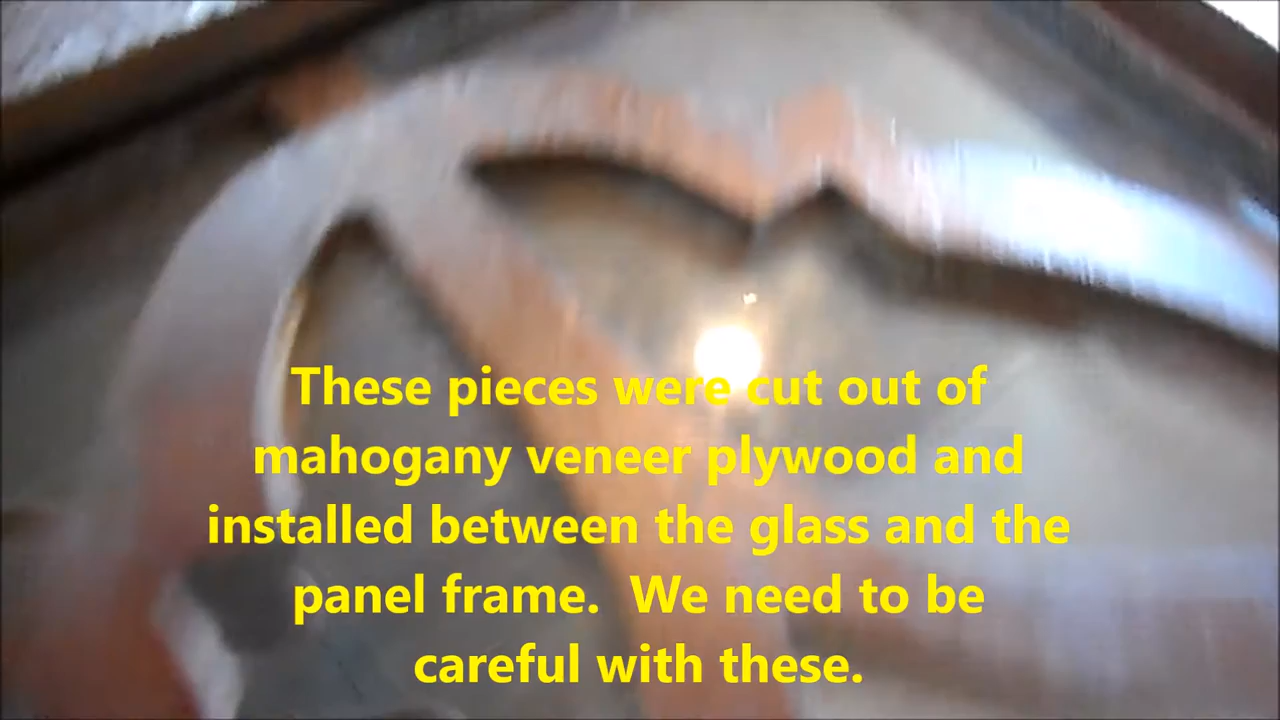 These pieces were cut out of
mahogany veneer plywood and
installed between the glass and the
panel frame.  We need to be
careful with these.